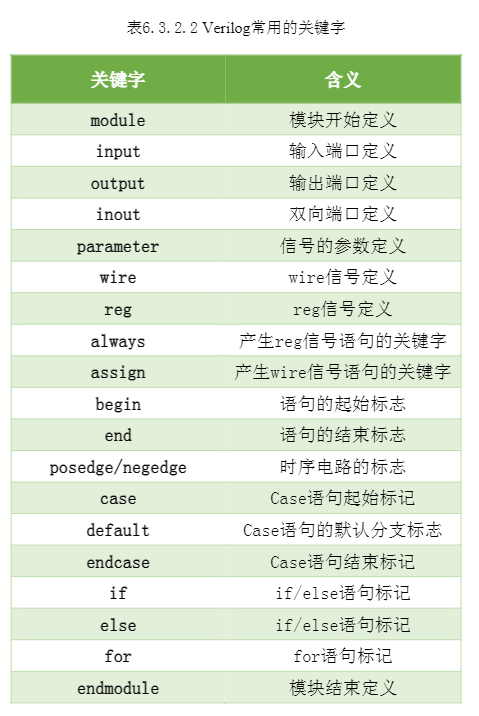 表6.3.2.2 Verilog常用的关键字
关键字 含义
module 模块开始定义
input 输入端口定义
output 输出端口定义
inout 双向端口定义
parameter 信号的参数定义
wire wire信号定义
reg reg信号定义
always 产生reg信号语句的关键字
assign 产生wire信号语句的关键字
begin 语句的起始标志
end 语句的结束标志
posedge/negedge 时序电路的标志
case Case语句起始标记
default Case语句的默认分支标志
endcase Case语句结束标记
if if/else语句标记
else if/else语句标记
for for语句标记
endmodule 模块结束定义